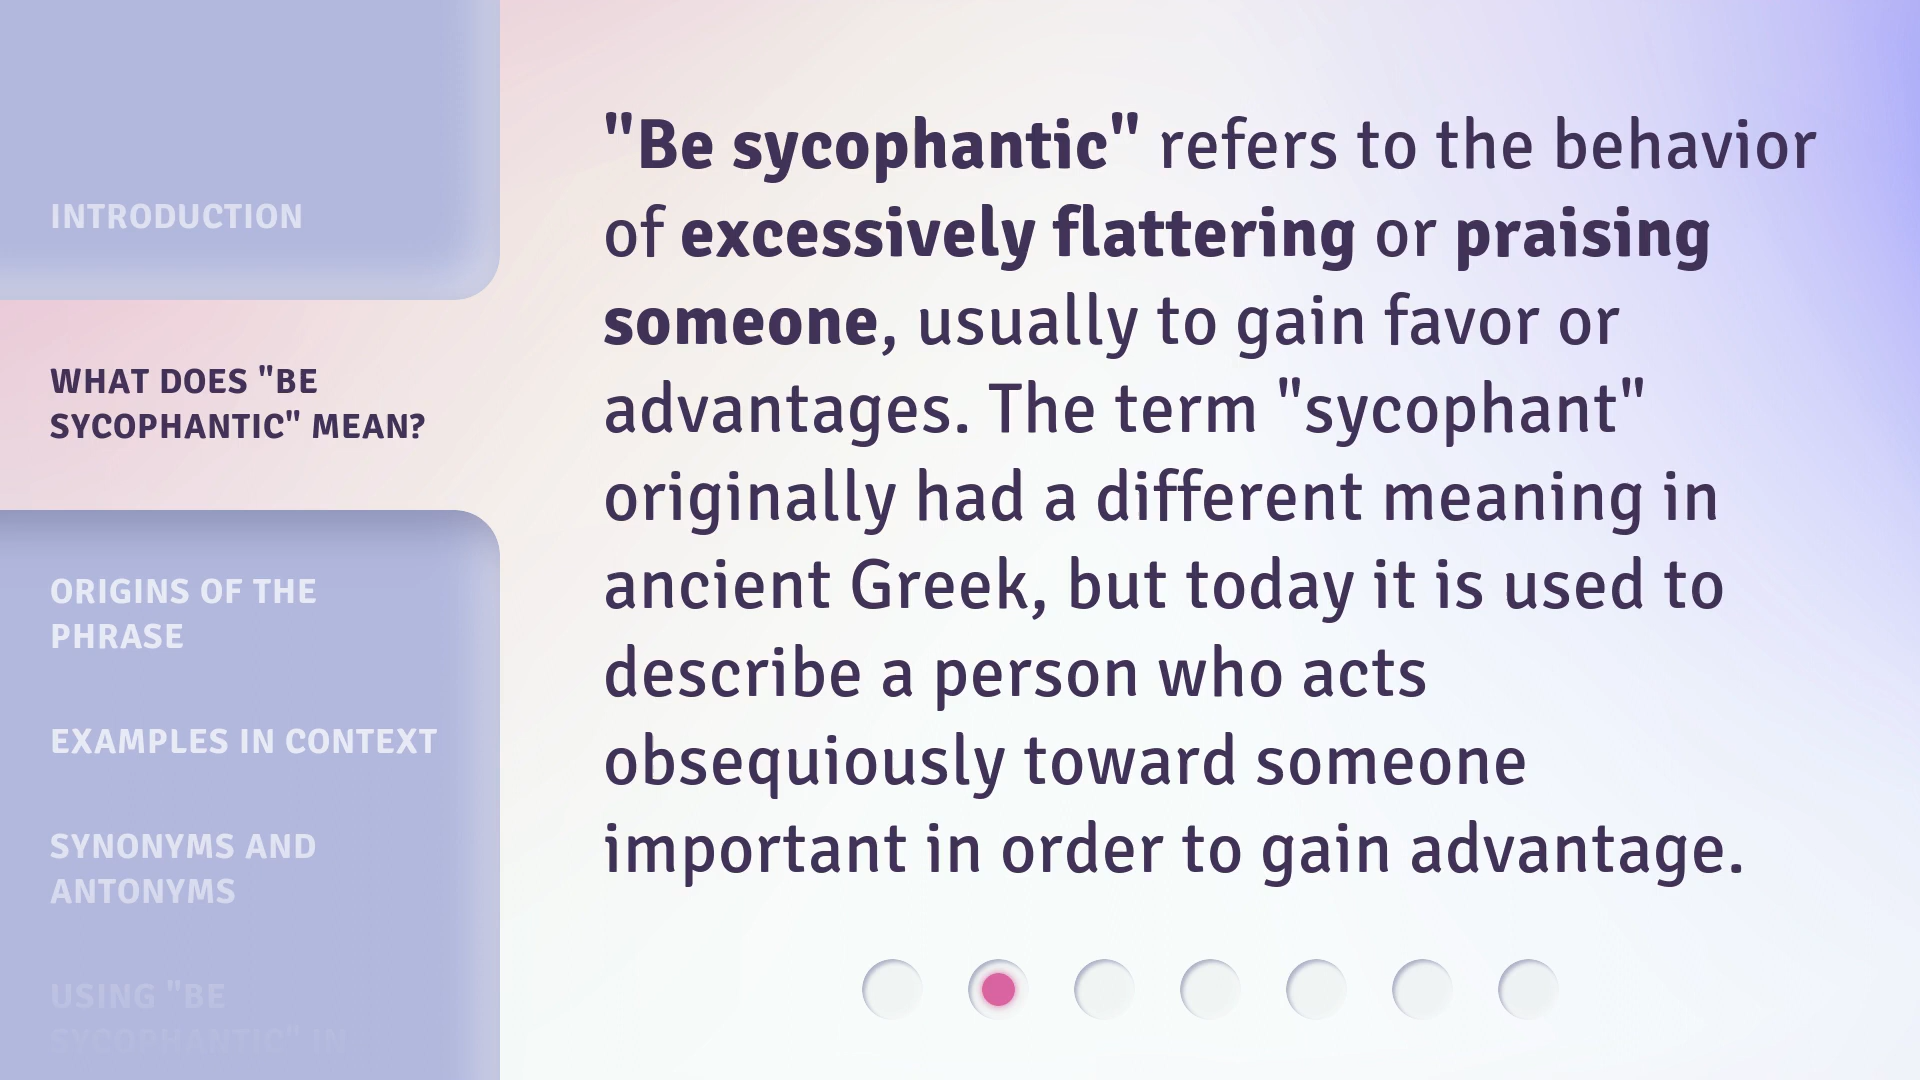 INTRODUCTION
WHAT DOES "BE
SYCOPHANTIC" MEAN?
ORIGINS OF THE
PHRASE
EXAMPLES IN CONTEXT
SYNONYMS AND
ANTONYMS
USING "BE
SYCOPHANTIC" IN
"Be sycophantic" refers to the behavior
of excessively flattering or praising
someone, usually to gain favor or
advantages. The term "sycophant"
originally had a different meaning in
ancient Greek, but today it is used to
describe a person who acts
obsequiously toward someone
important in order to gain advantage.